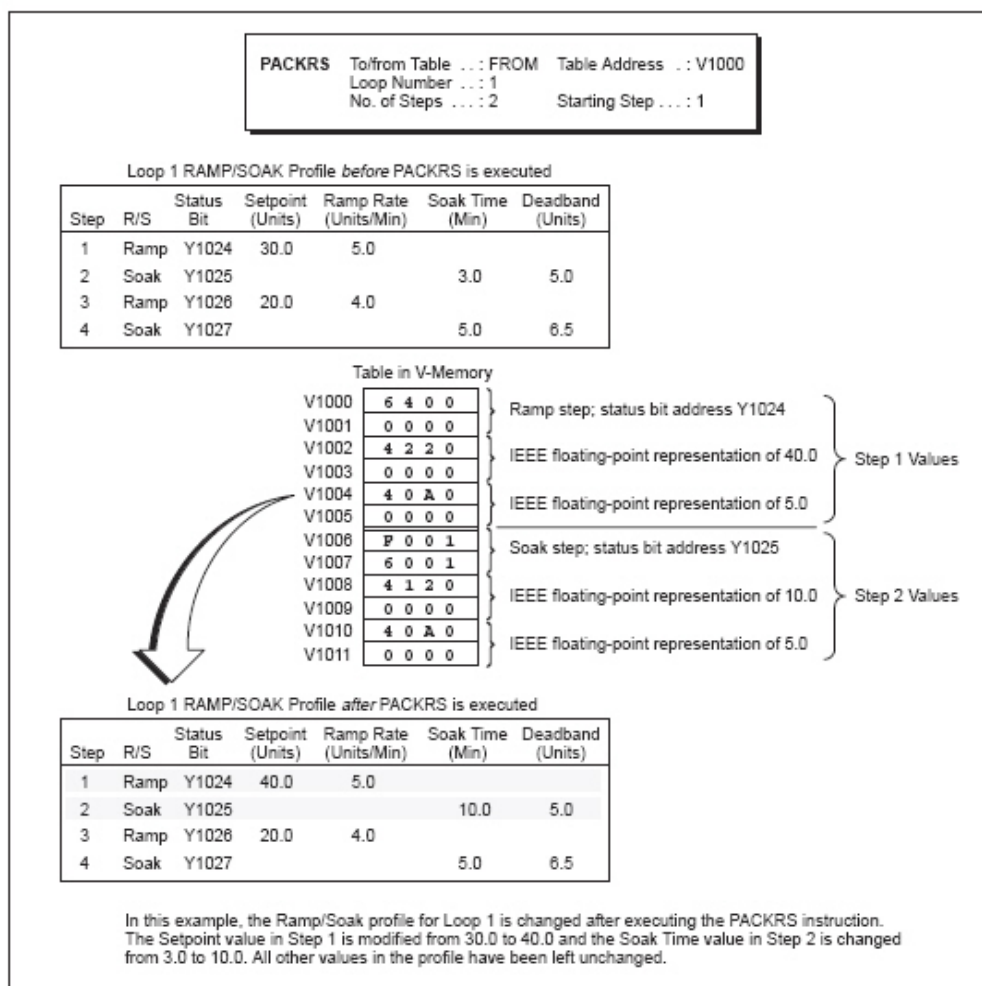 PACKRS To/from Table . . : FROM Table Address . : V1000
Loop Number . . : 1
No. of Steps . . . : 2 Starting Step . . . : 1
Loop 1 RAMP/SOAK Profile before PACKRS is executed
Status Setpoint Ramp Rate Soak Time Deadband
Step R/S Bit (Units) (Units/Min) (Min) (Units)
1 Ramp Y1024 30.0 5.0
2 Soak Y1025 3.0 5.0
3 Ramp Y1026 20.0 4.0
4 Soak Y1027 5.0 6.5
Table in V-Memory
V1000 6 4 0 0
Ramp step; status bit address Y1024
V1001 0 0 0 0
V1002 4 2 2 0
IEEE floating-point representation of 40.0
Step 1 Values
V1003 0 0 0 0
V1004 4 0 A 0
IEEE floating-point representation of 5.0
V1005 0 0 0 0
V1006 F 0 0 1
Soak step; status bit address Y1025
V1007 6 0 0 1
V1008 4 1 2 0
IEEE floating-point representation of 10.0
Step 2 Values
V1009 0 0 0 0
V1010 4 0 A 0
IEEE floating-point representation of 5.0
V1011 0 0 0 0
Loop 1 RAMP/SOAK Profile after PACKRS is executed
Status Setpoint Ramp Rate Soak Time Deadband
Step R/S Bit (Units) (Units/Min) (Min) (Units)
1 Ramp Y1024 40.0 5.0
2 Soak Y1025 10.0 5.0
3 Ramp Y1026 20.0 4.0
4 Soak Y1027 5.0 6.5
In this example, the Ramp/Soak profile for Loop 1 is changed after executing the PACKRS instruction.
The Setpoint value in Step 1 is modified from 30.0 to 40.0 and the Soak Time value in Step 2 is changed
from 3.0 to 10.0. All other values in the profile have been left unchanged.